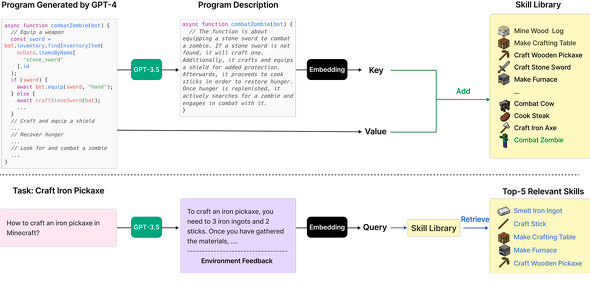 Program Generated by GPT-4
async function combatZombie(bot) {
// Equip a weapon
const sword =
bot.inventory.findInventoryItem(
mcData.itemsByName[
"stone_sword"
].id
);
if (sword) {
await bot.equip(sword, "hand");
} else {
await craftStoneSword(bot);
...
}
// Craft and equip a shield
...
// Recover hunger
...
// Look for and combat a zombie
...
}
GPT-3.5
Program Description
async function combatZombie(bot) {
// The function is about
equipping a stone sword to combat
a zombie. If a stone sword is not
found, it will craft one.
Additionally, it crafts and equips
a shield for added protection.
Afterwards, it proceeds to cook
sticks in order to restore hunger.
Once hunger is replenished, it
actively searches for a zombie and
engages in combat with it.
}
Embedding
Key
Value
Add
Skill Library
Mine Wood Log
Make Crafting Table
Craft Wooden Pickaxe
Craft Stone Sword
Make Furnace
...
Combat Cow
Cook Steak
Craft Iron Axe
Combat Zombie
Task: Craft Iron Pickaxe
How to craft an iron pickaxe in
Minecraft?
GPT-3.5
To craft an iron pickaxe, you
need to 3 iron ingots and 2
sticks. Once you have gathered
the materials, ....
Environment Feedback
Embedding
Query
Skill Library
Retrieve
Top-5 Relevant Skills
Smelt Iron Ingot
Craft Stick
Make Crafting Table
Make Furnace
Craft Wooden Pickaxe